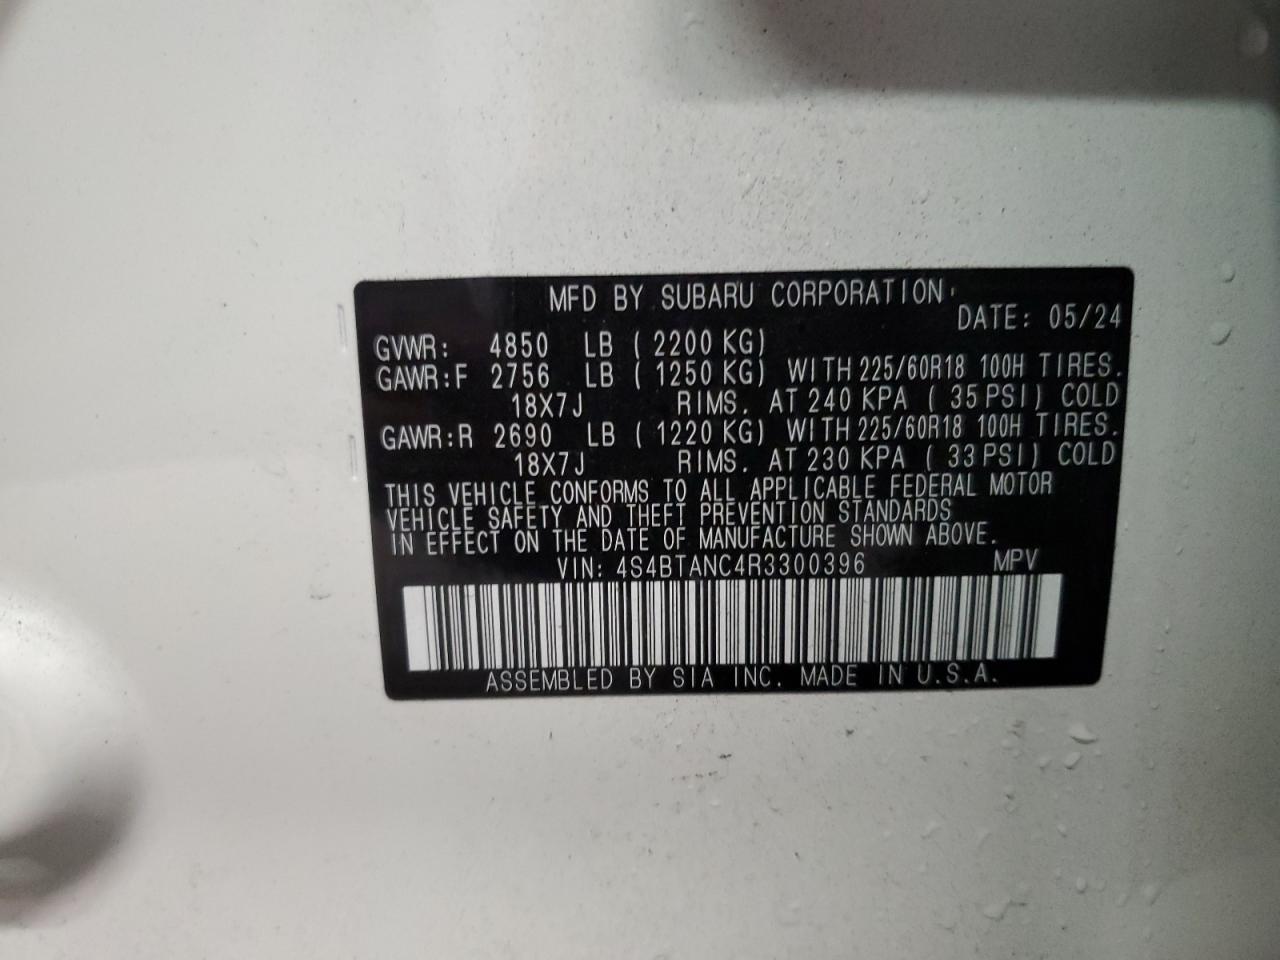 MFD BY SUBARU CORPORATION
DATE: 05/24
GVWR: 4850 LB ( 2200 KG)
GAWR:F 2756 LB ( 1250 KG) WITH 225/60R18 100H TIRES.
18X7J RIMS. AT 240 KPA ( 35 PSI) COLD
GAWR:R 2690 LB ( 1220 KG) WITH 225/60R18 100H TIRES.
18X7J RIMS. AT 230 KPA ( 33 PSI) COLD
THIS VEHICLE CONFORMS TO ALL APPLICABLE FEDERAL MOTOR
VEHICLE SAFETY AND THEFT PREVENTION STANDARDS
IN EFFECT ON THE DATE OF MANUFACTURE SHOWN ABOVE.
VIN: 4S4BTANC4R3300396 MPV
ASSEMBLED BY SIA INC. MADE IN U.S.A.